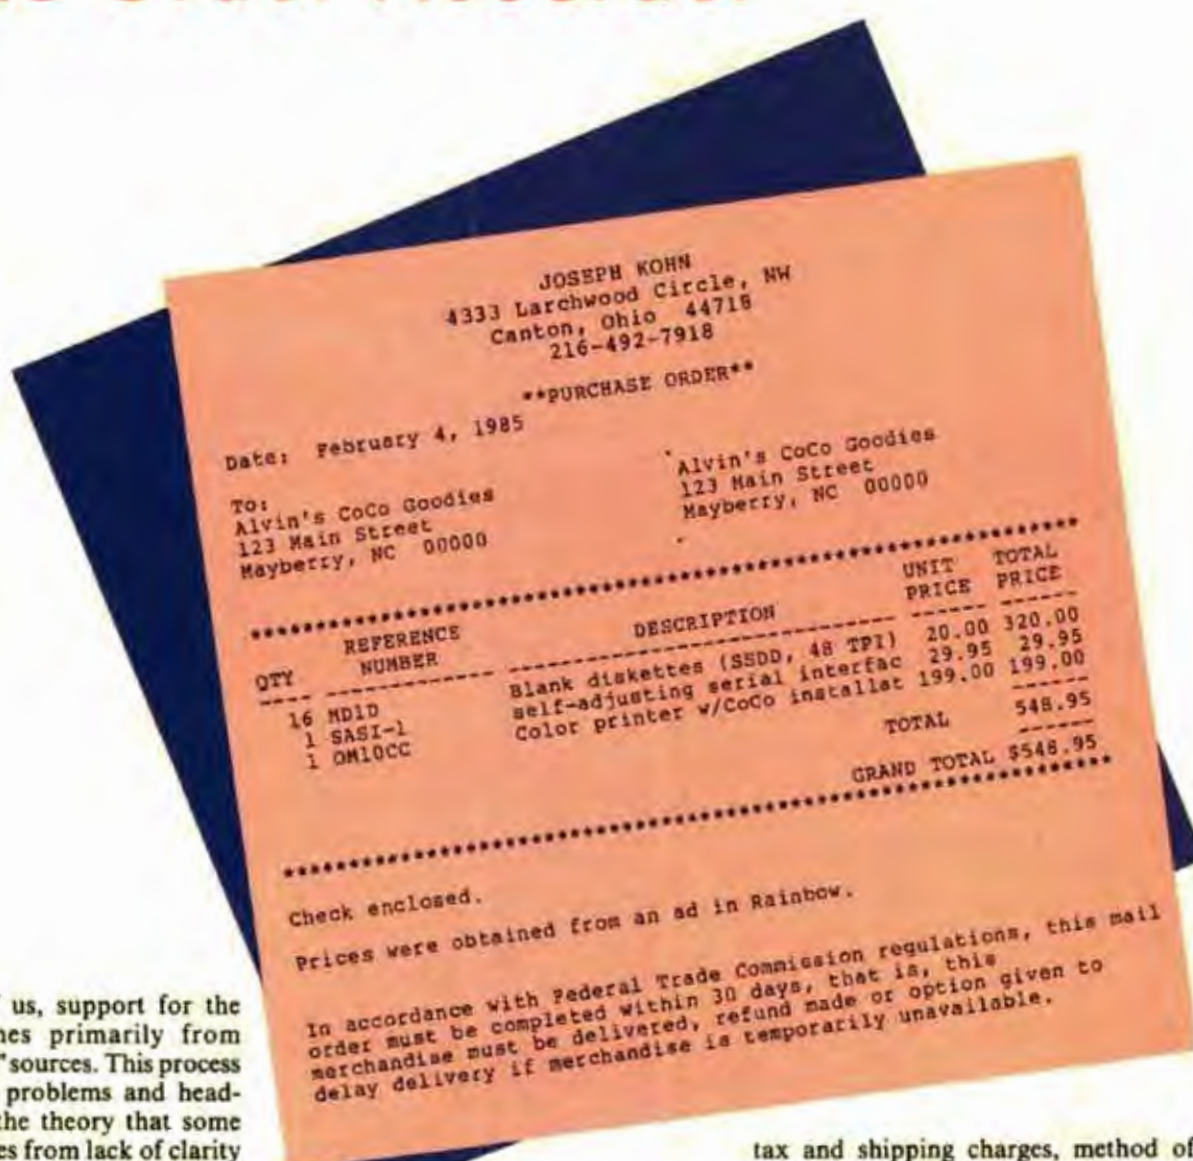 JOSEPH KOHN
4333 Larchwood Circle, NW
Canton, Ohio 44718
216-492-7918
**PURCHASE ORDER**
Date: February 4, 1985
To:
Alvin's CoCo Goodies
123 Main Street
Mayberry, NC 00000
Alvin's CoCo Goodies
123 Main Street
Mayberry, NC 00000
QTY REFERENCE NUMBER DESCRIPTION UNIT PRICE TOTAL PRICE
16 MD1D Blank diskettes (SSDD, 48 TPI) 20.00 320.00
1 SASI-1 self-adjusting serial interfac 29.95 29.95
1 OM10CC Color printer w/CoCo installat 199.00 199.00
TOTAL 548.95
GRAND TOTAL $548.95
Check enclosed.
Prices were obtained from an ad in Rainbow.
In accordance with Federal Trade Commission regulations, this mail
order must be completed within 30 days, that is, this
merchandise must be delivered, refund made or option given to
delay delivery if merchandise is temporarily unavailable.
us, support for the
primarily from
sources. This process
problems and head-
the theory that some
from lack of clarity
tax and shipping charges, method of